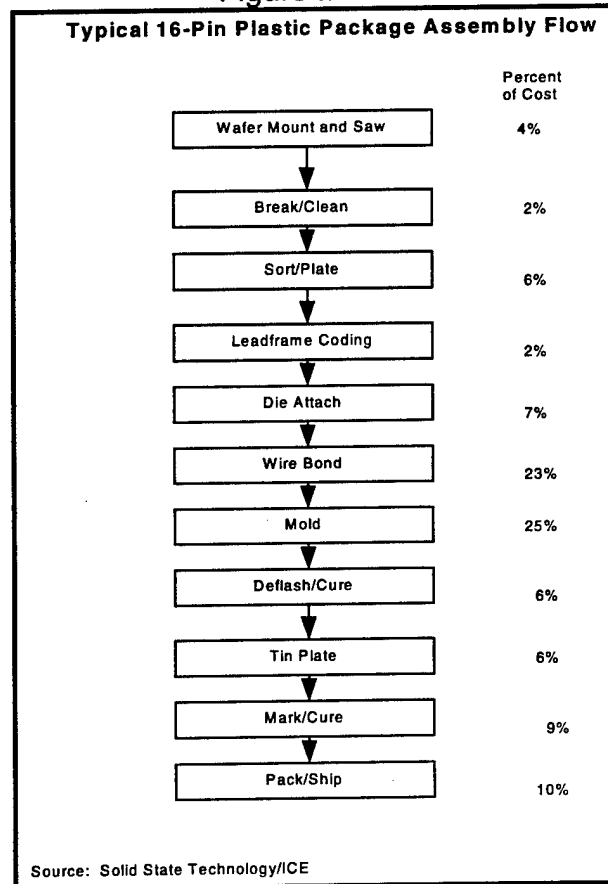 Typical 16-Pin Plastic Package Assembly Flow
Percent
of Cost
Wafer Mount and Saw 4%
Break/Clean 2%
Sort/Plate 6%
Leadframe Coding 2%
Die Attach 7%
Wire Bond 23%
Mold 25%
Deflash/Cure 6%
Tin Plate 6%
Mark/Cure 9%
Pack/Ship 10%
Source: Solid State Technology/ICE